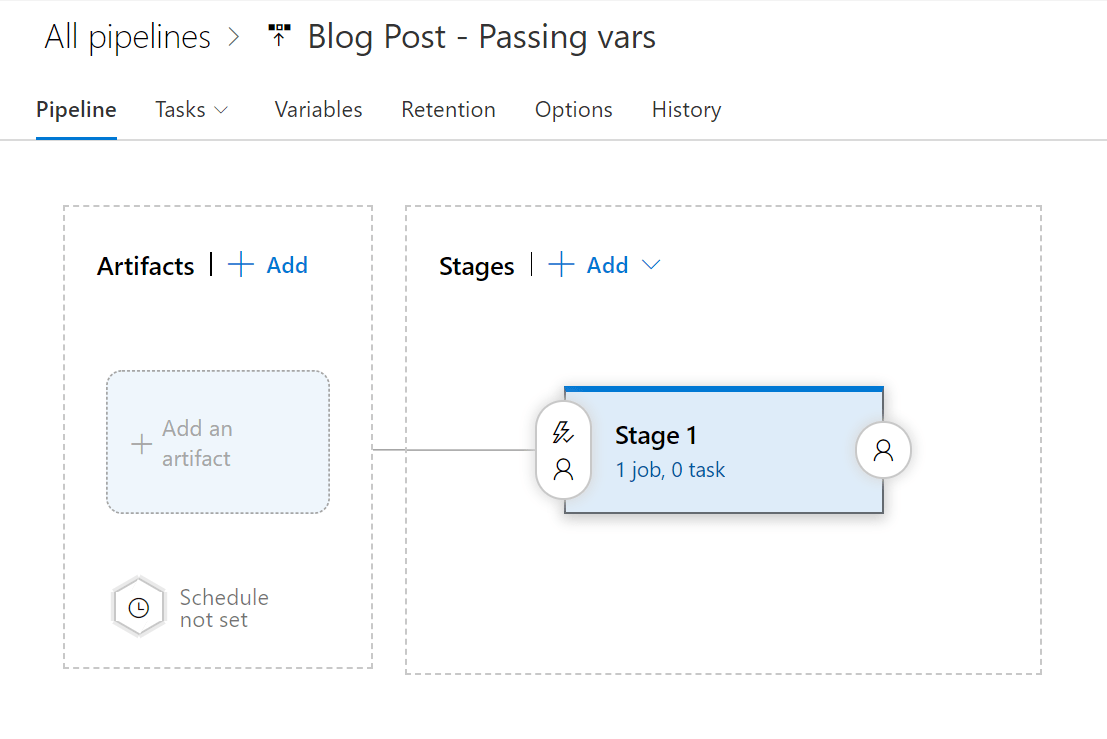 All pipelines > Blog Post - Passing vars
Pipeline Tasks Variables Retention Options History
Artifacts | + Add
Stages | + Add
Add an
artifact
Stage 1
1 job, 0 task
Schedule
not set